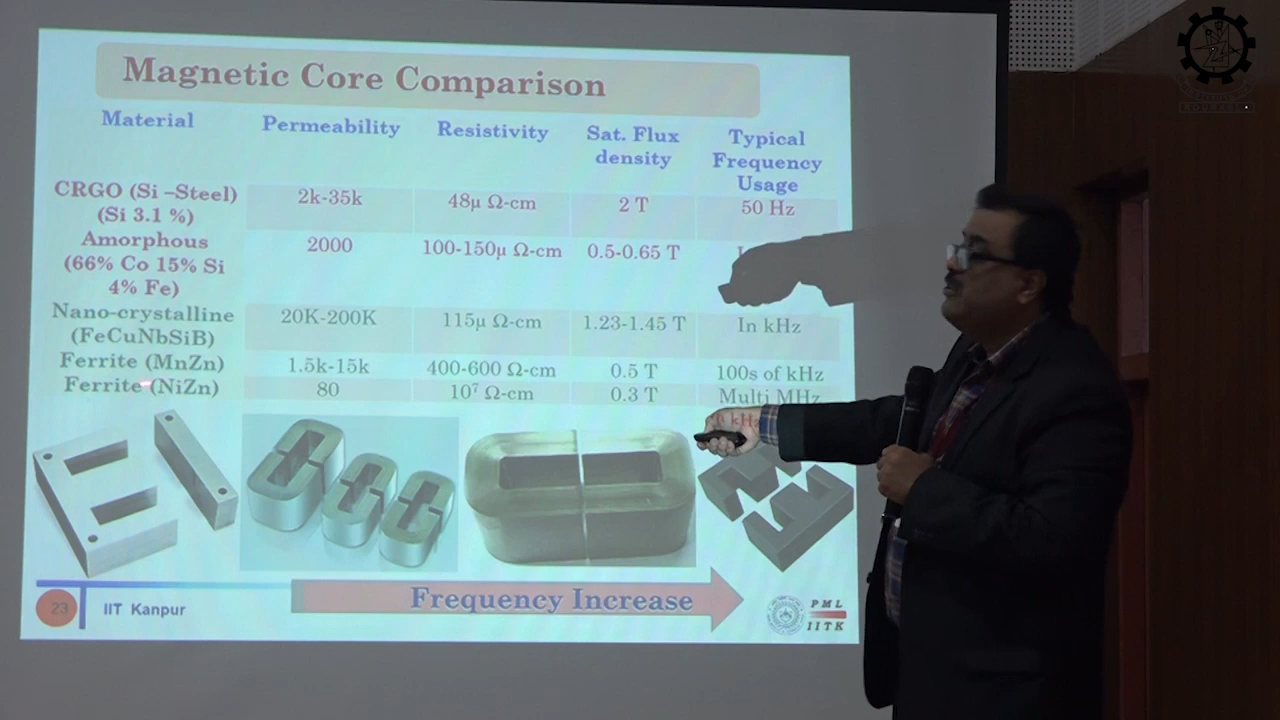 Magnetic Core Comparison
Material Permeability Resistivity Sat. Flux density Typical Frequency Usage
CRGO (Si –Steel) (Si 3.1 %) 2k-35k 48µ Ω-cm 2 T 50 Hz
Amorphous (66% Co 15% Si 4% Fe) 2000 100-150µ Ω-cm 0.5-0.65 T
Nano-crystalline (FeCuNbSiB) 20K-200K 115µ Ω-cm 1.23-1.45 T In kHz
Ferrite (MnZn) 1.5k-15k 400-600 Ω-cm 0.5 T 100s of kHz
Ferrite (NiZn) 80 10⁷ Ω-cm 0.3 T Multi MHz
kHz
Frequency Increase
23 IIT Kanpur
PML
IITK